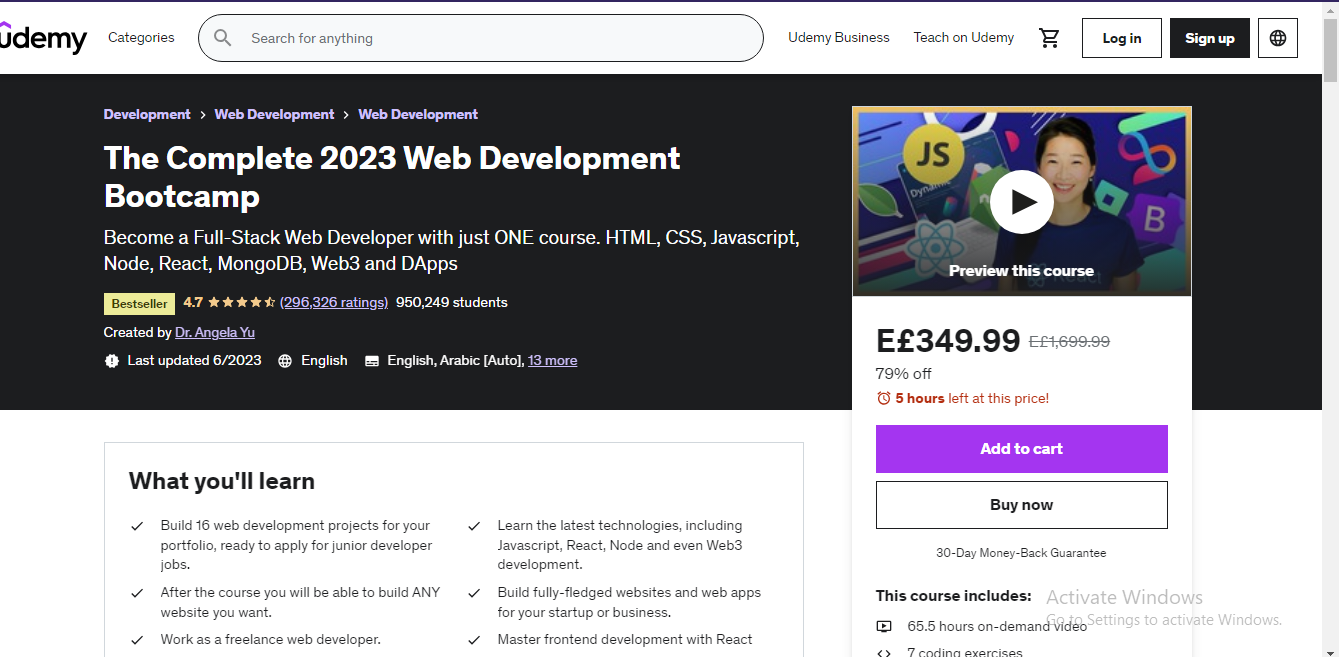 udemy
Categories
Search for anything
Udemy Business
Teach on Udemy
Log in
Sign up
Development > Web Development > Web Development
The Complete 2023 Web Development
Bootcamp
Become a Full-Stack Web Developer with just ONE course. HTML, CSS, Javascript,
Node, React, MongoDB, Web3 and DApps
Bestseller 4.7 (296,326 ratings) 950,249 students
Created by Dr. Angela Yu
Last updated 6/2023 English English, Arabic [Auto], 13 more
JS
Dynamic
B
Preview this course
E£349.99 E£1,699.99
79% off
5 hours left at this price!
Add to cart
Buy now
30-Day Money-Back Guarantee
This course includes:
65.5 hours on-demand video
7 coding exercises
What you'll learn
Build 16 web development projects for your
portfolio, ready to apply for junior developer
jobs.
After the course you will be able to build ANY
website you want.
Work as a freelance web developer.
Learn the latest technologies, including
Javascript, React, Node and even Web3
development.
Build fully-fledged websites and web apps
for your startup or business.
Master frontend development with React
Activate Windows
Go to Settings to activate Windows.